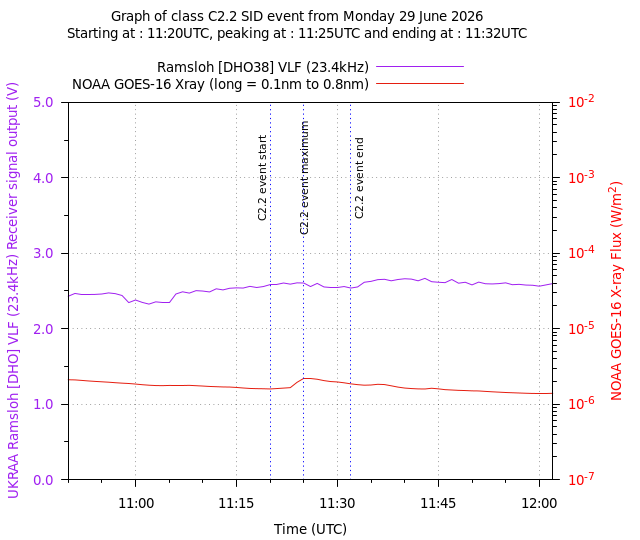 Graph of class C2.2 SID event from Monday 29 June 2026
Starting at : 11:20UTC, peaking at : 11:25UTC and ending at : 11:32UTC
Ramsloh [DHO38] VLF (23.4kHz)
NOAA GOES-16 Xray (long = 0.1nm to 0.8nm)
UKRAA Ramsloh [DHO] VLF (23.4kHz) Receiver signal output (V)
5.0
4.0
3.0
2.0
1.0
0.0
C2.2 event start
C2.2 event maximum
C2.2 event end
10-2
10-3
10-4
10-5
10-6
10-7
NOAA GOES-16 X-ray Flux (W/m2)
11:00 11:15 11:30 11:45 12:00
Time (UTC)